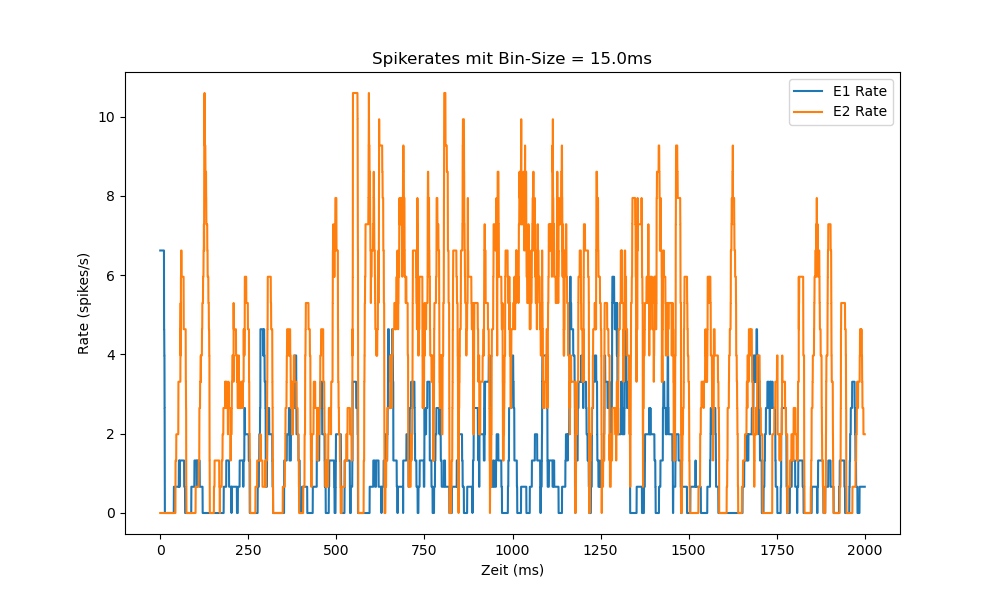 Spikerates mit Bin-Size = 15.0ms
E1 Rate
E2 Rate
10
8
6
4
2
0
Rate (spikes/s)
0 250 500 750 1000 1250 1500 1750 2000
Zeit (ms)